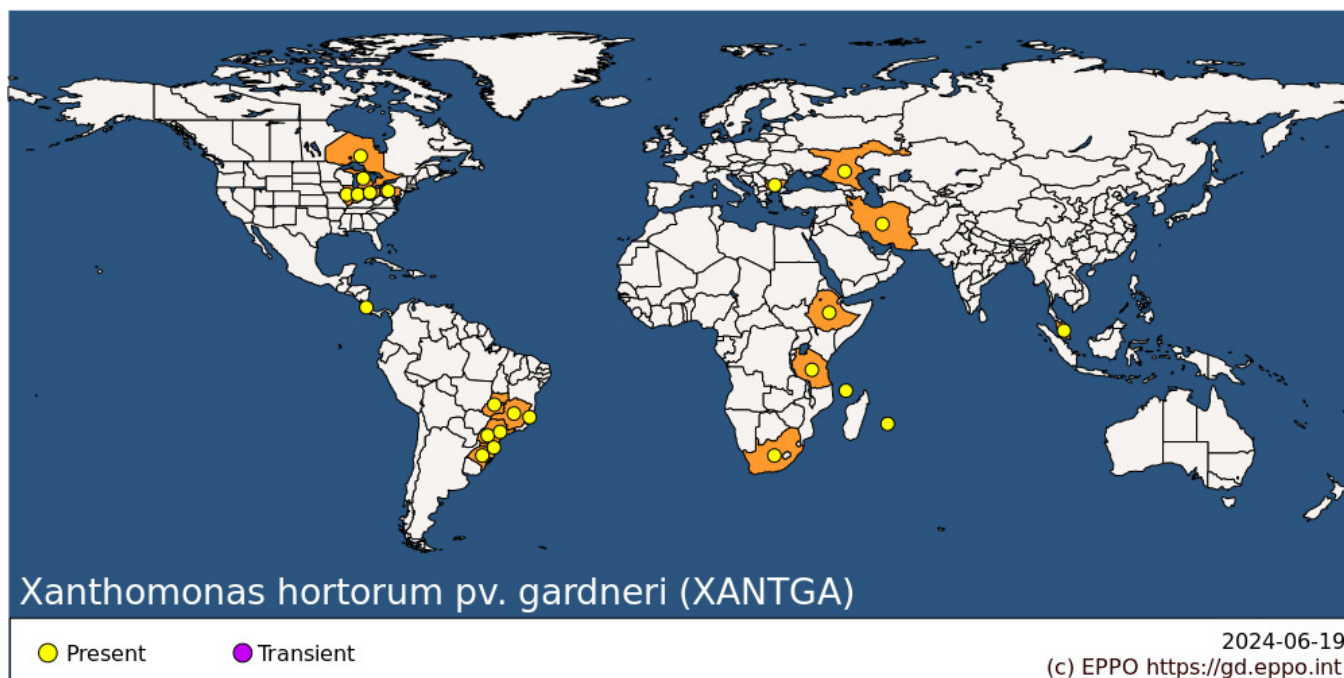 Xanthomonas hortorum pv. gardneri (XANTGA)
Present
Transient
2024-06-19
(c) EPPO https://gd.eppo.int